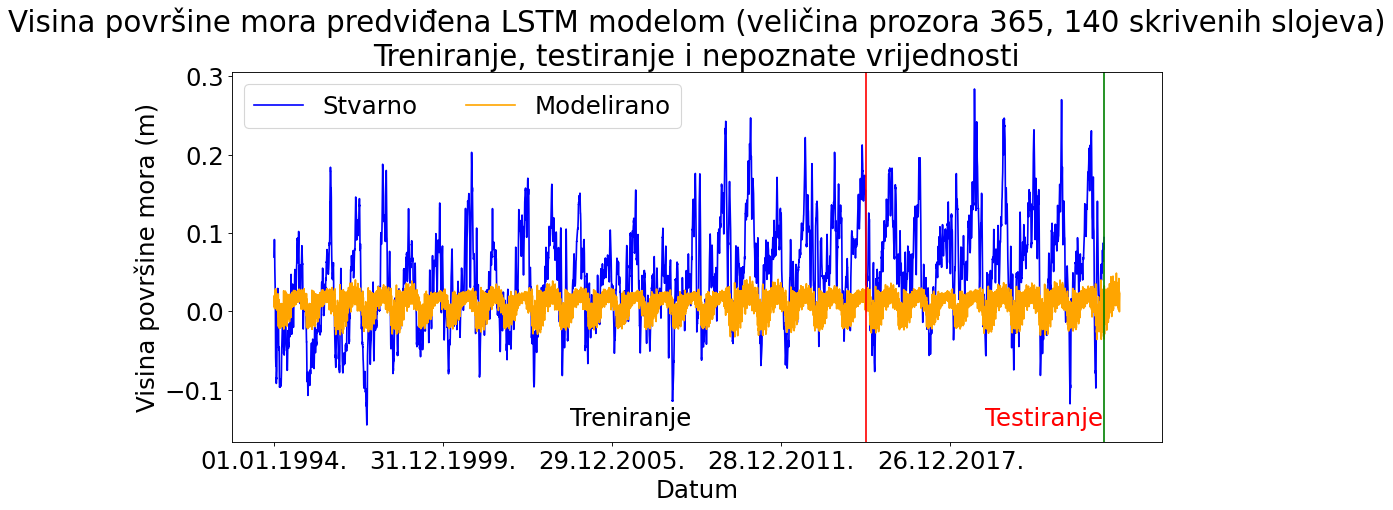 Visina površine mora predviđena LSTM modelom (veličina prozora 365, 140 skrivenih slojeva)
Treniranje, testiranje i nepoznate vrijednosti
Stvarno
Modelirano
Visina površine mora (m)
0.3
0.2
0.1
0.0
−0.1
Treniranje
Testiranje
01.01.1994.
31.12.1999.
29.12.2005.
28.12.2011.
26.12.2017.
Datum